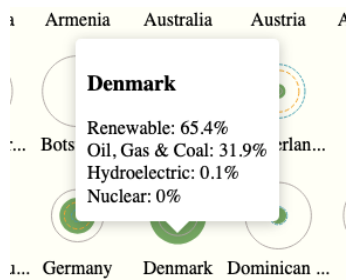 a Armenia Australia Austria A
Denmark
Renewable: 65.4%
Oil, Gas & Coal: 31.9%
Hydroelectric: 0.1%
Nuclear: 0%
r... Bots erlan...
u... Germany Denmark Dominican ...